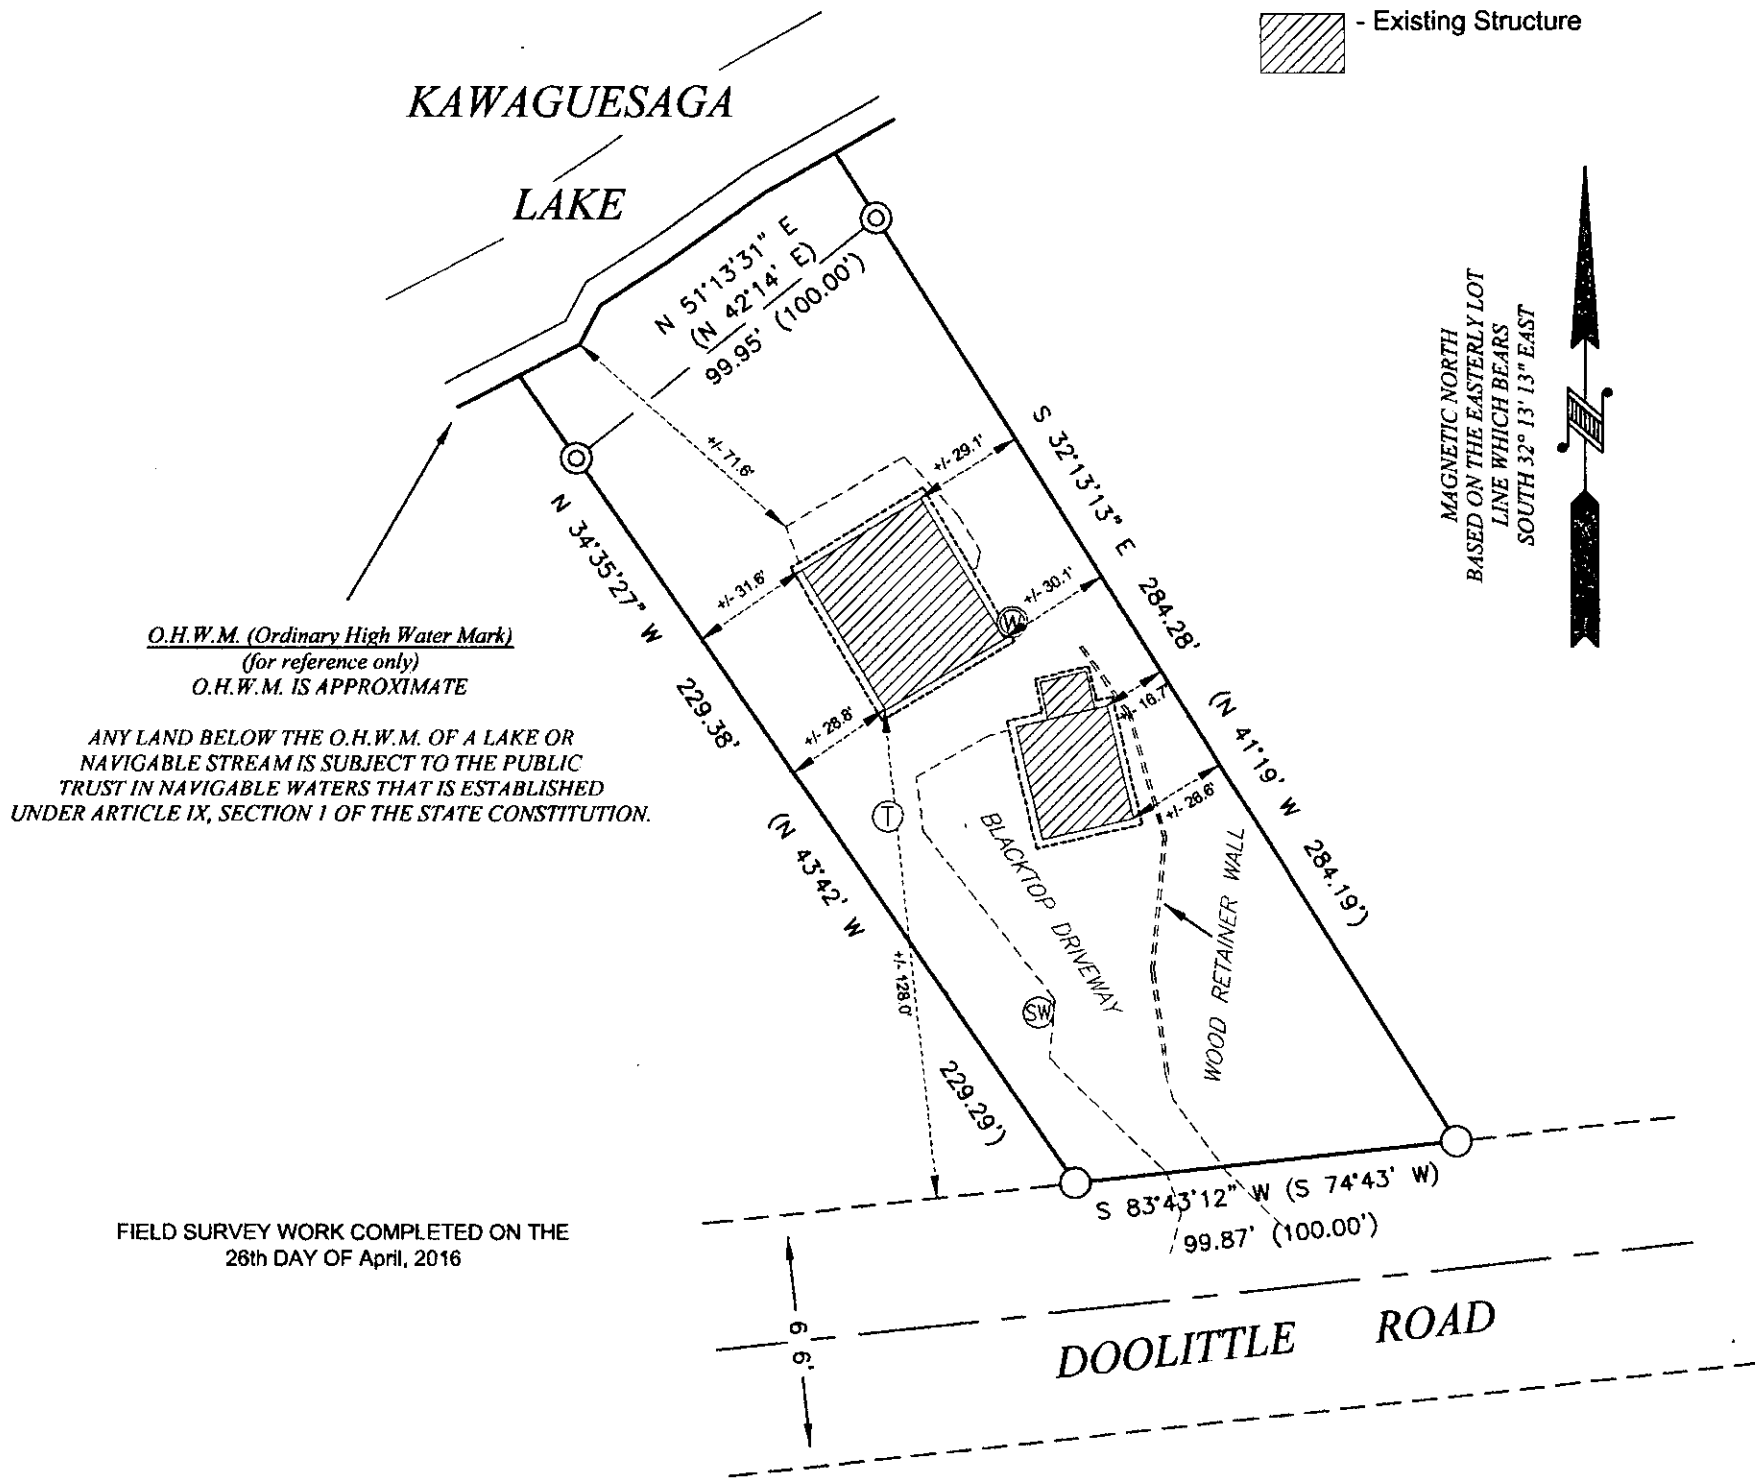 - Existing Structure
KAWAGUESAGA
LAKE
N 51°13'31" E
(N 42°14' E)
99.95' (100.00')
MAGNETIC NORTH
BASED ON THE EASTERLY LOT
LINE WHICH BEARS
SOUTH 32° 13' 13" EAST
N
+/- 71.6'
+/- 29.1'
S 32°13'13" E 284.28'
(N 41°19' W 284.19')
N 34°35'27" W 229.38'
(N 43°42' W 229.29')
+/- 31.6'
+/- 30.1'
W
+/- 28.8'
+/- 16.7'
+/- 26.6'
O.H.W.M. (Ordinary High Water Mark)
(for reference only)
O.H.W.M. IS APPROXIMATE
ANY LAND BELOW THE O.H.W.M. OF A LAKE OR
NAVIGABLE STREAM IS SUBJECT TO THE PUBLIC
TRUST IN NAVIGABLE WATERS THAT IS ESTABLISHED
UNDER ARTICLE IX, SECTION 1 OF THE STATE CONSTITUTION.
T
BLACKTOP DRIVEWAY
WOOD RETAINER WALL
+/- 128.0'
SW
S 83°43'12" W (S 74°43' W)
99.87' (100.00')
FIELD SURVEY WORK COMPLETED ON THE
26th DAY OF April, 2016
66'
DOOLITTLE ROAD